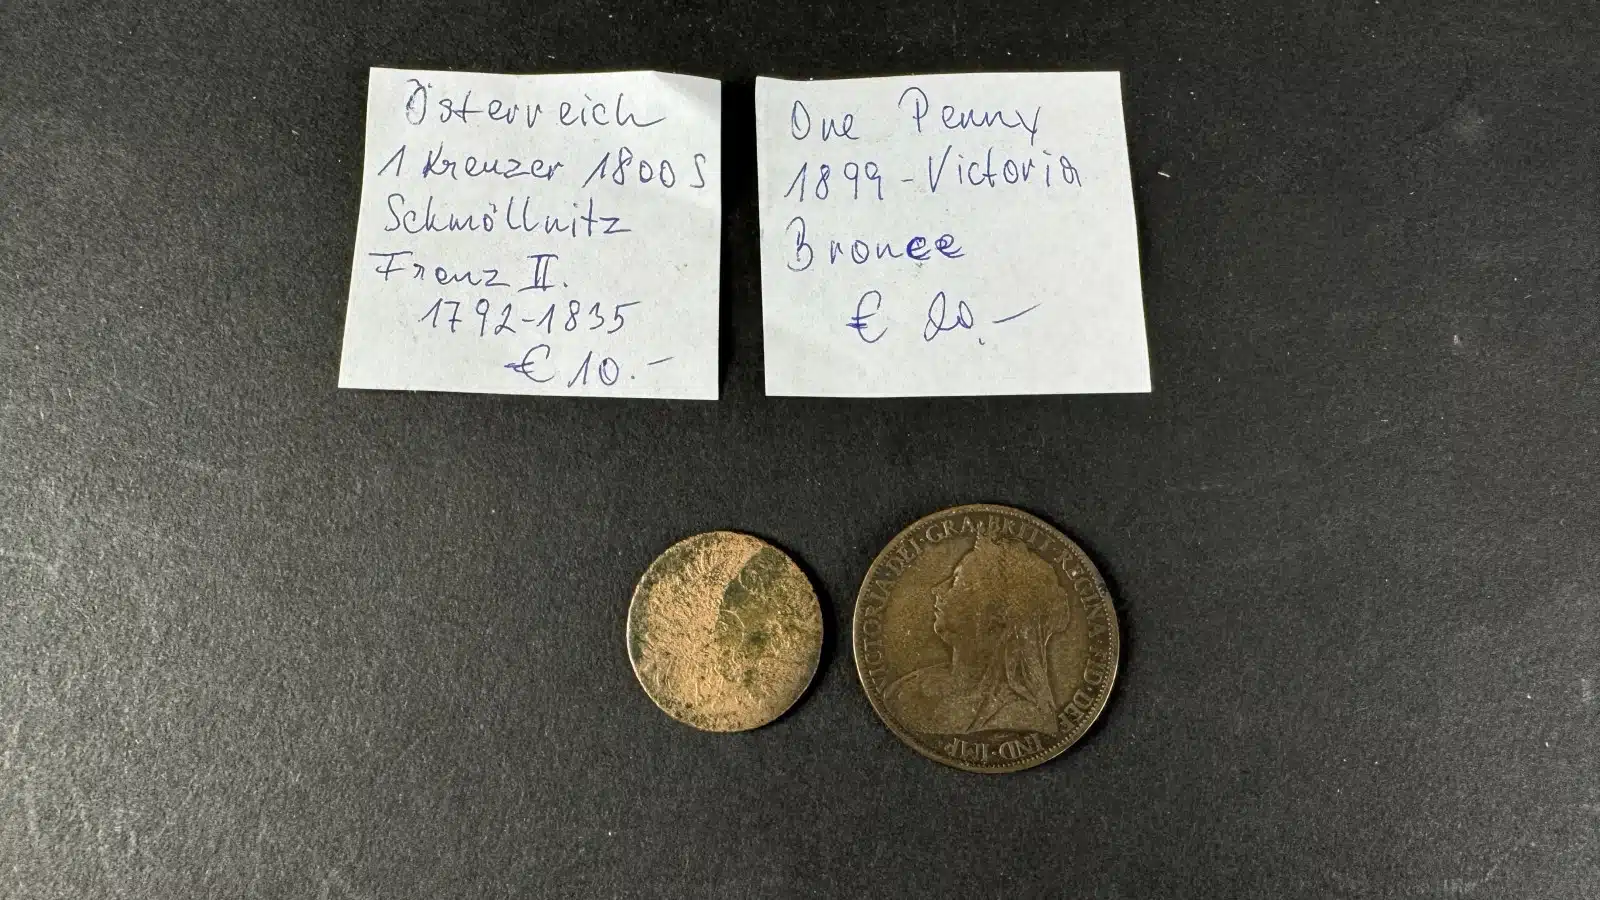 Österreich
1 Kreuzer 1800 S
Schmöllnitz
Franz II.
1792-1835
€ 10.-
One Penny
1899-Victoria
Bronce
€ 20.-
VICTORIA·DEI·GRA·BRITT·REGINA·FID·DEF·IND·IMP·